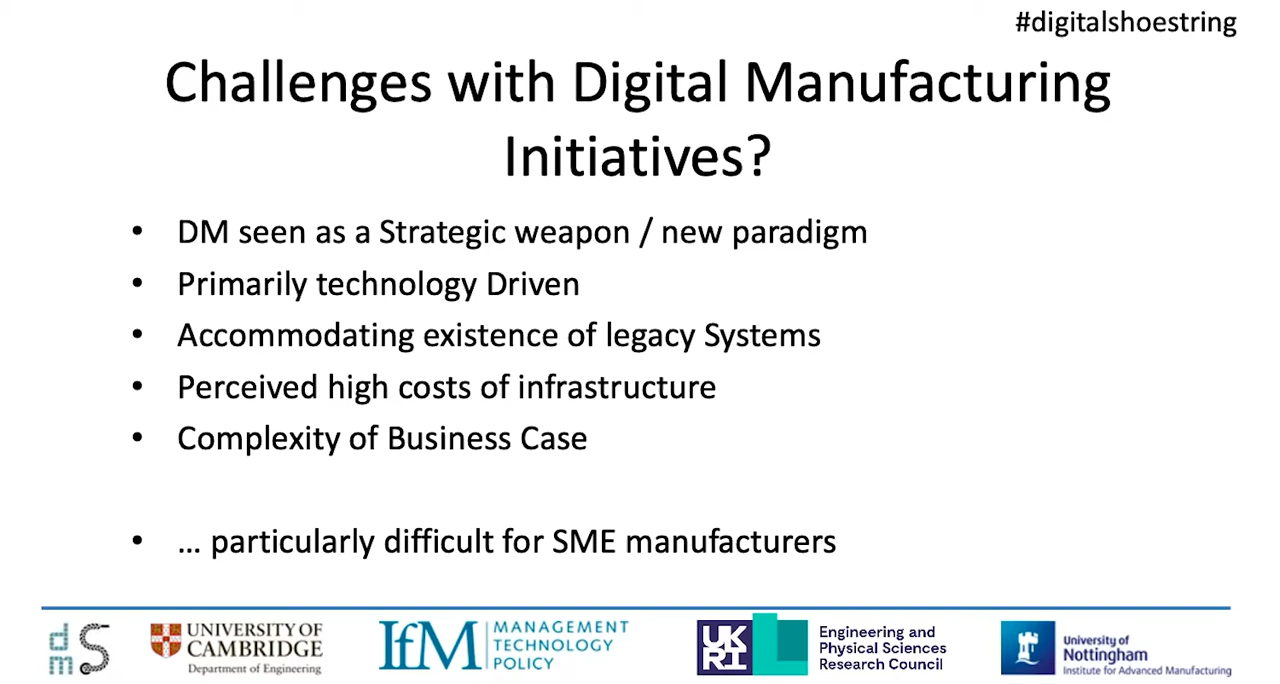 #digitalshoestring
Challenges with Digital Manufacturing
Initiatives?
• DM seen as a Strategic weapon / new paradigm
• Primarily technology Driven
• Accommodating existence of legacy Systems
• Perceived high costs of infrastructure
• Complexity of Business Case
• … particularly difficult for SME manufacturers
d S
m
UNIVERSITY OF
CAMBRIDGE
Department of Engineering
IfM
MANAGEMENT
TECHNOLOGY
POLICY
UK
RI
Engineering and
Physical Sciences
Research Council
University of
Nottingham
Institute for Advanced Manufacturing